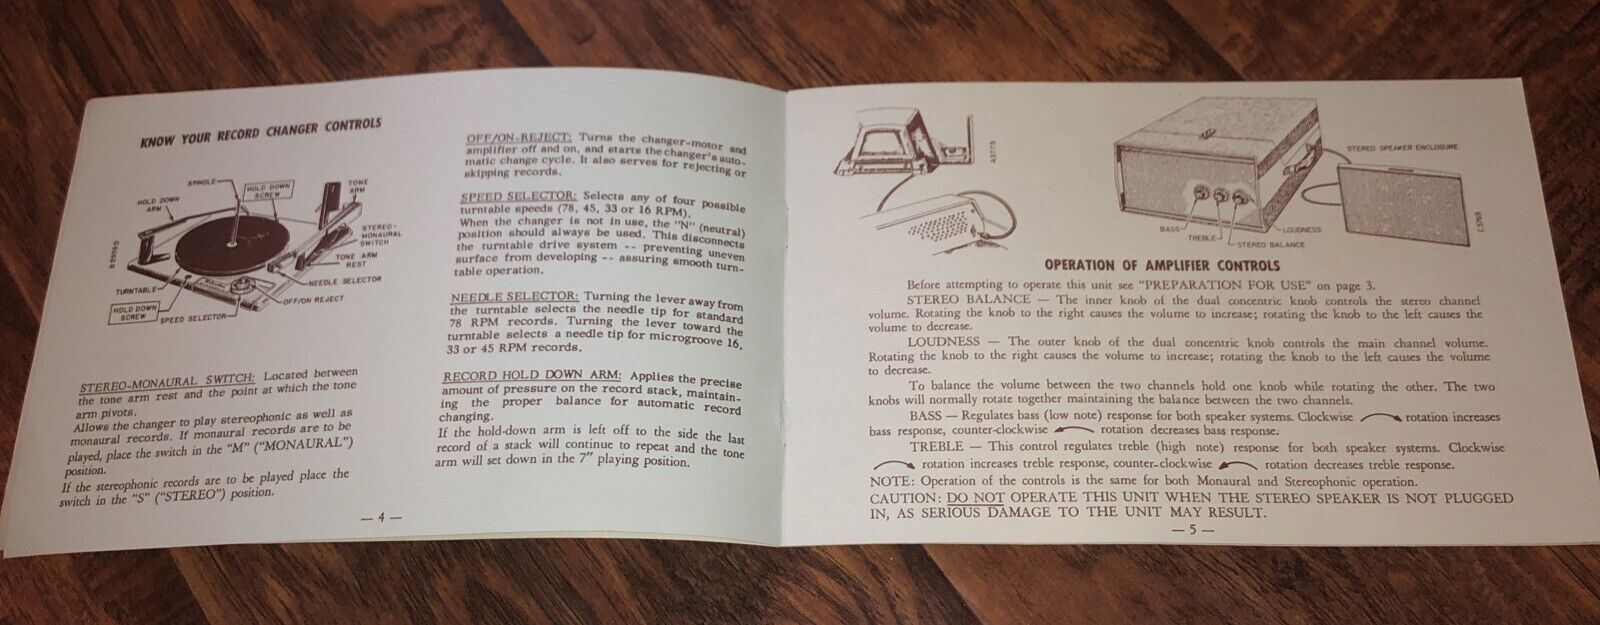 KNOW YOUR RECORD CHANGER CONTROLS
SPINDLE
HOLD DOWN
SCREW
TONE
ARM
HOLD DOWN
ARM
STEREO-
MONAURAL
SWITCH
TONE ARM
REST
NEEDLE SELECTOR
TURNTABLE
OFF/ON REJECT
HOLD DOWN
SCREW
SPEED SELECTOR
STEREO-MONAURAL SWITCH: Located between
the tone arm rest and the point at which the tone
arm pivots.
Allows the changer to play stereophonic as well as
monaural records. If monaural records are to be
played, place the switch in the "M" ("MONAURAL")
position.
If the stereophonic records are to be played place the
switch in the "S" ("STEREO") position.
— 4 —
OFF/ON-REJECT: Turns the changer-motor and
amplifier off and on, and starts the changer's auto-
matic change cycle. It also serves for rejecting or
skipping records.
SPEED SELECTOR: Selects any of four possible
turntable speeds (78, 45, 33 or 16 RPM).
When the changer is not in use, the "N" (neutral)
position should always be used. This disconnects
the turntable drive system -- preventing uneven
surface from developing -- assuring smooth turn-
table operation.
NEEDLE SELECTOR: Turning the lever away from
the turntable selects the needle tip for standard
78 RPM records. Turning the lever toward the
turntable selects a needle tip for microgroove 16,
33 or 45 RPM records.
RECORD HOLD DOWN ARM: Applies the precise
amount of pressure on the record stack, maintain-
ing the proper balance for automatic record
changing.
If the hold-down arm is left off to the side the last
record of a stack will continue to repeat and the tone
arm will set down in the 7" playing position.
A3773
STEREO SPEAKER ENCLOSURE
BASS
TREBLE
LOUDNESS
STEREO BALANCE
OPERATION OF AMPLIFIER CONTROLS
Before attempting to operate this unit see "PREPARATION FOR USE" on page 3.
STEREO BALANCE — The inner knob of the dual concentric knob controls the stereo channel
volume. Rotating the knob to the right causes the volume to increase; rotating the knob to the left causes the
volume to decrease.
LOUDNESS — The outer knob of the dual concentric knob controls the main channel volume.
Rotating the knob to the right causes the volume to increase; rotating the knob to the left causes the volume
to decrease.
To balance the volume between the two channels hold one knob while rotating the other. The two
knobs will normally rotate together maintaining the balance between the two channels.
BASS — Regulates bass (low note) response for both speaker systems. Clockwise rotation increases
bass response, counter-clockwise rotation decreases bass response.
TREBLE — This control regulates treble (high note) response for both speaker systems. Clockwise
rotation increases treble response, counter-clockwise rotation decreases treble response.
NOTE: Operation of the controls is the same for both Monaural and Stereophonic operation.
CAUTION: DO NOT OPERATE THIS UNIT WHEN THE STEREO SPEAKER IS NOT PLUGGED
IN, AS SERIOUS DAMAGE TO THE UNIT MAY RESULT.
— 5 —